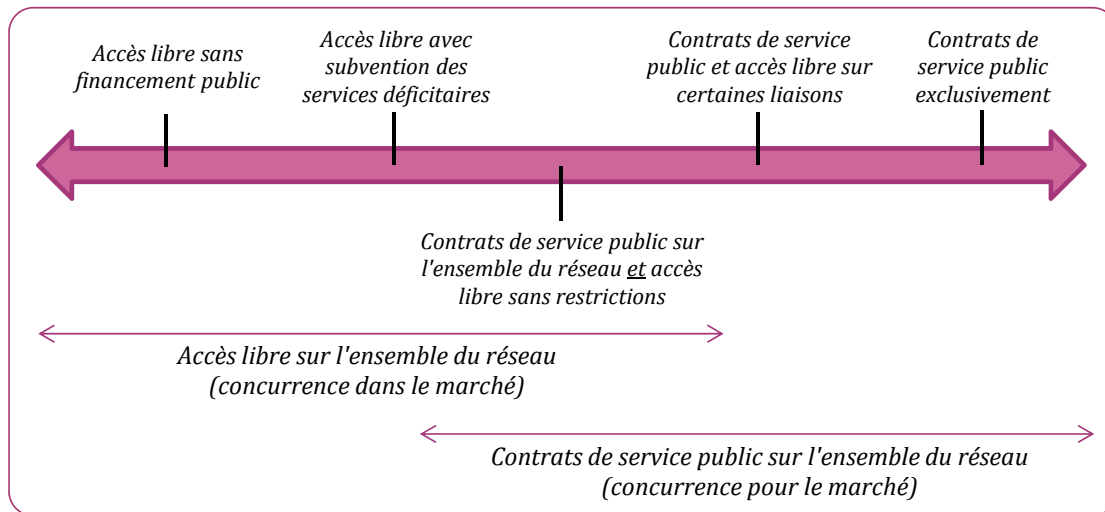 Accès libre sans
financement public
Accès libre avec
subvention des
services déficitaires
Contrats de service
public et accès libre sur
certaines liaisons
Contrats de
service public
exclusivement
Contrats de service public sur
l'ensemble du réseau et accès
libre sans restrictions
Accès libre sur l'ensemble du réseau
(concurrence dans le marché)
Contrats de service public sur l'ensemble du réseau
(concurrence pour le marché)